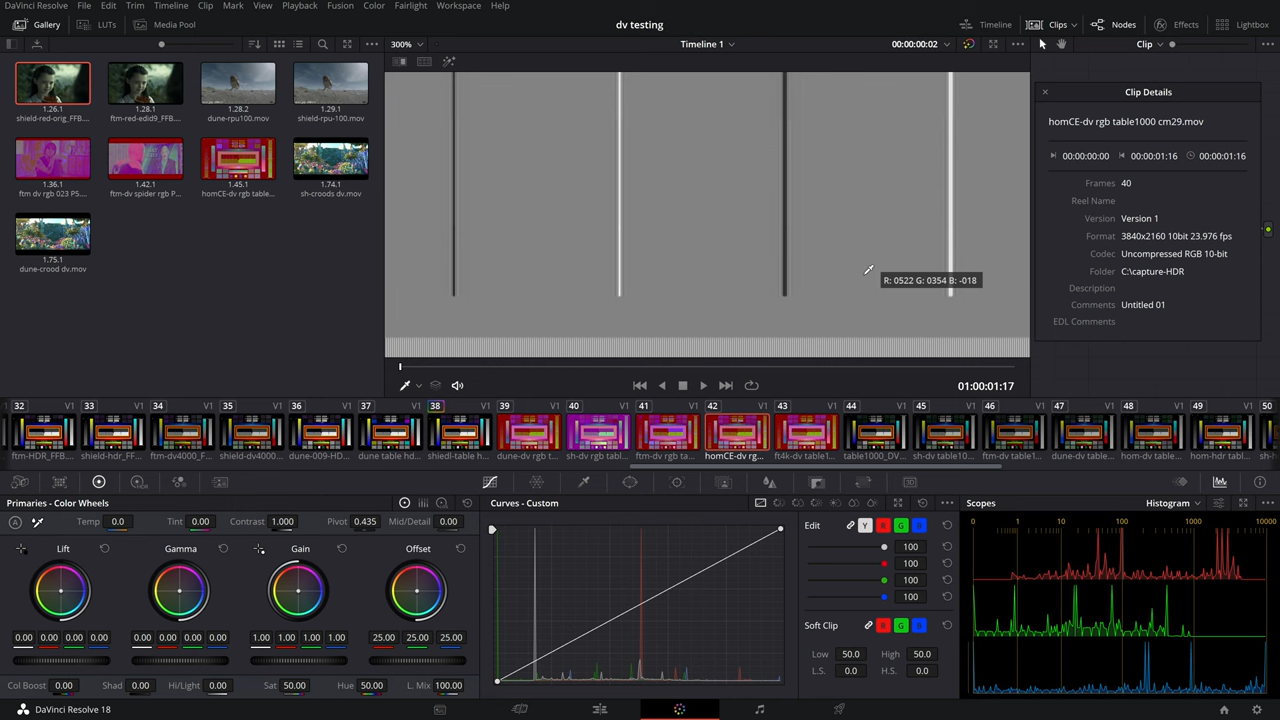 DaVinci Resolve File Edit Trim Timeline Clip Mark View Playback Fusion Color Fairlight Workspace Help
Gallery LUTs Media Pool dv testing Timeline Clips Nodes Effects Lightbox
300% Timeline 1 00:00:00:02 Clip
1.26.1 1.28.1 1.28.2 1.29.1
shield-red-orig_FFB... ftm-red-edid9_FFB.... dune-rpu100.mov shield-rpu-100.mov
1.36.1 1.42.1 1.45.1 1.74.1
ftm dv rgb 023 P5.... ftm-dv spider rgb P... homCE-dv rgb table... sh-croods dv.mov
1.75.1
dune-crood dv.mov
R: 0522 G: 0354 B: -018
Clip Details
homCE-dv rgb table1000 cm29.mov
00:00:00:00 00:00:01:16 00:00:01:16
Frames 40
Reel Name
Version Version 1
Format 3840x2160 10bit 23.976 fps
Codec Uncompressed RGB 10-bit
Folder C:\capture-HDR
Description
Comments Untitled 01
EDL Comments
01:00:01:17
32 V1 33 V1 34 V1 35 V1 36 V1 37 V1 38 V1 39 V1 40 V1 41 V1 42 V1 43 V1 44 V1 45 V1 46 V1 47 V1 48 V1 49 V1 50
ftm-HDR_FFB... shield-hdr_FF... ftm-dv4000_F... shield-dv4000... dune-009-HD... dune table hd... shiedl-table h... dune-dv rgb t... sh-dv rgb tabl... ftm-dv rgb ta... homCE-dv rg... ft4k-dv table1... table1000_DV... sh-dv table10... ftm-dv table1... dune-dv table... hom-dv table... hom-hdr table...
Primaries - Color Wheels Curves - Custom Scopes Histogram
Temp 0.0 Tint 0.00 Contrast 1.000 Pivot 0.435 Mid/Detail 0.00
Edit Y R G B
0 1 10 100 1000 10000
Lift Gamma Gain Offset
100
100
100
100
Soft Clip R G B
0.00 0.00 0.00 0.00 0.00 0.00 0.00 0.00 1.00 1.00 1.00 1.00 25.00 25.00 25.00
Low 50.0 High 50.0
L.S. 0.0 H.S. 0.0
Col Boost 0.00 Shad 0.00 Hi/Light 0.00 Sat 50.00 Hue 50.00 L. Mix 100.00
DaVinci Resolve 18